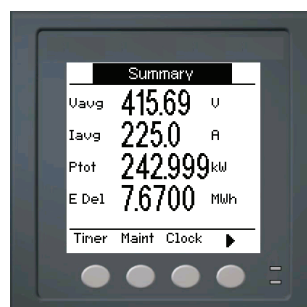 Summary
Vavg 415.69 V
Iavg 225.0 A
Ptot 242.999 kW
E Del 7.6700 MWh
Timer Maint Clock